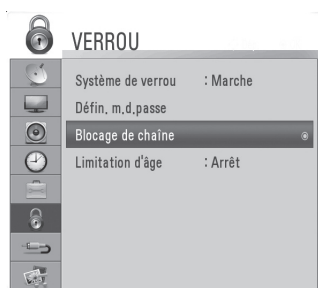 VERROU
Système de verrou : Marche
Défin. m.d.passe
Blocage de chaîne
Limitation d'âge : Arrêt